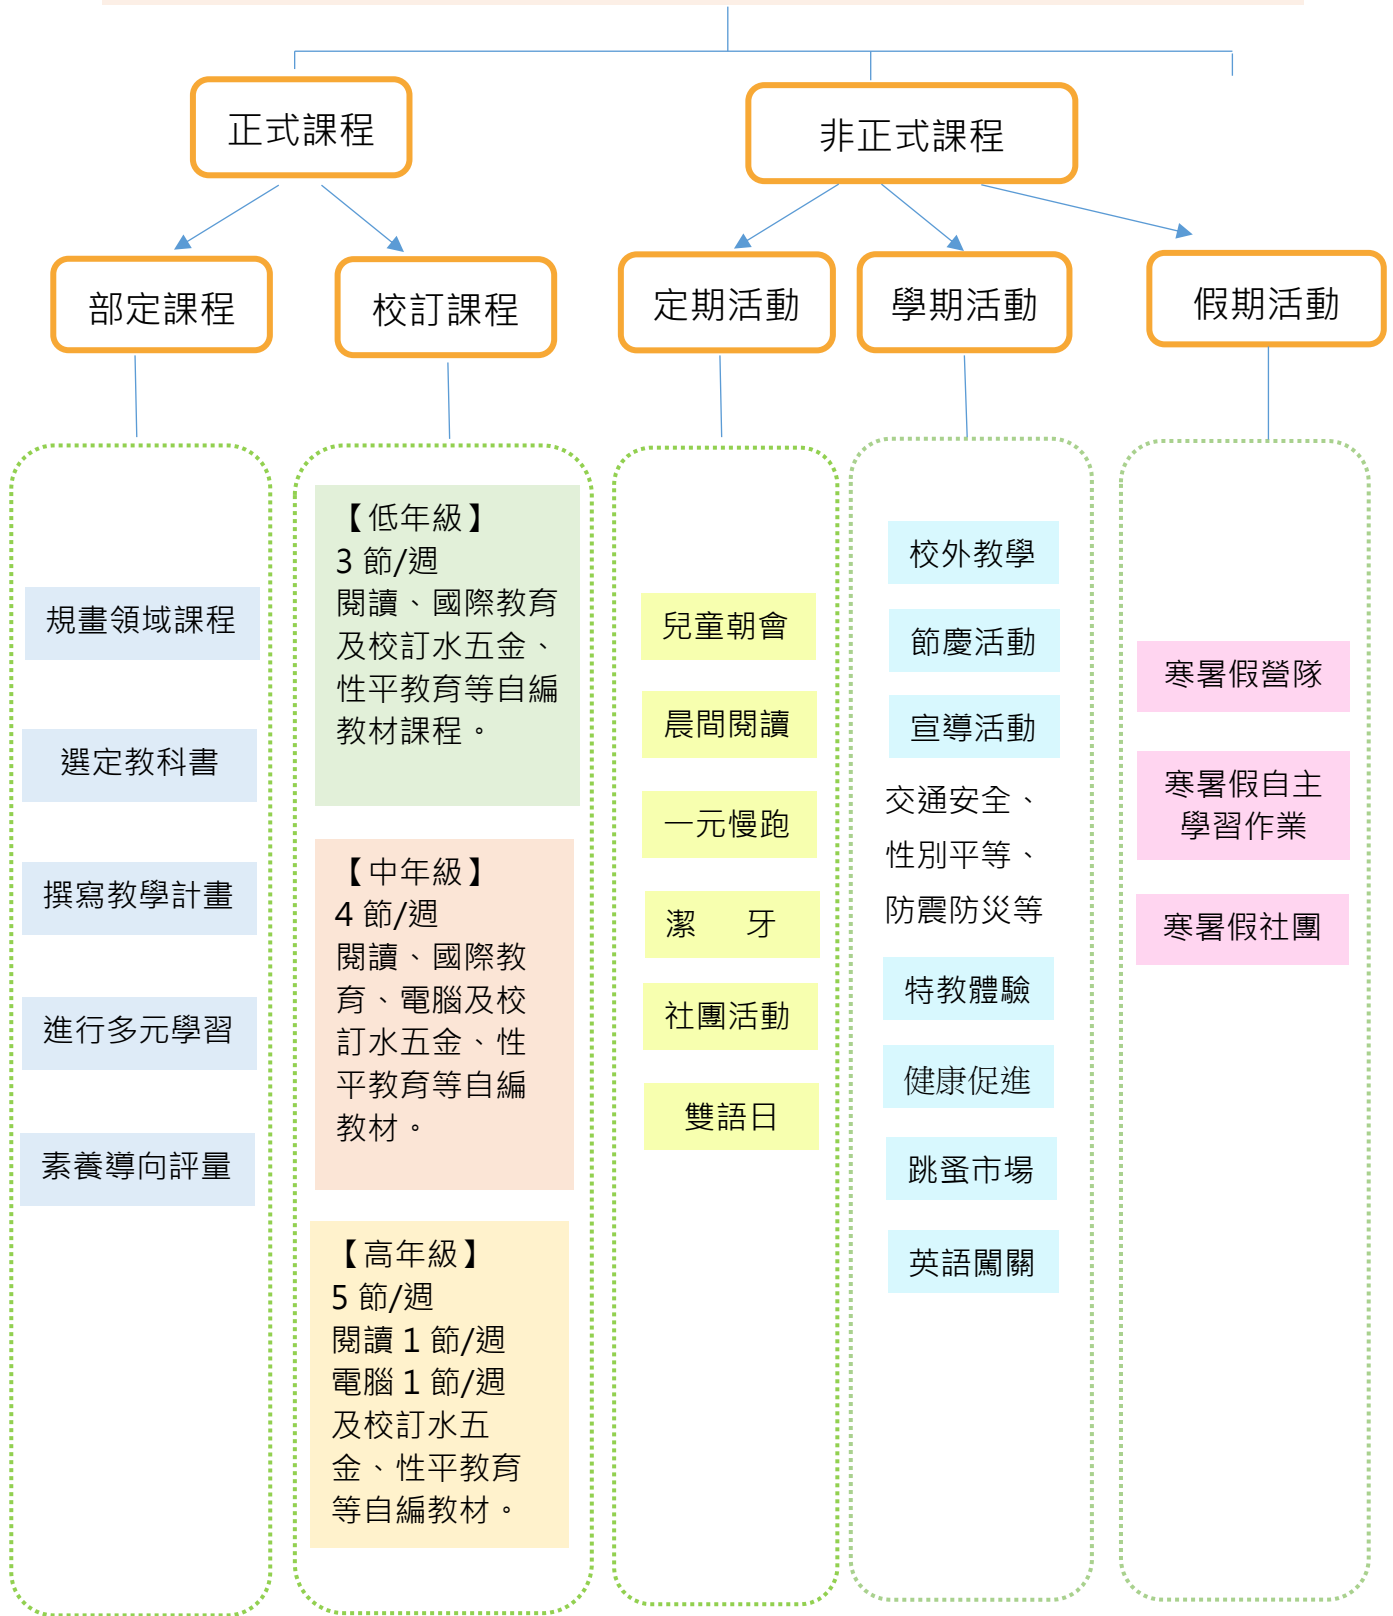 正式課程
非正式課程
部定課程
校訂課程
定期活動
學期活動
假期活動
規畫領域課程
選定教科書
撰寫教學計畫
進行多元學習
素養導向評量
【低年級】
3 節/週
閱讀、國際教育
及校訂水五金、
性平教育等自編
教材課程。
【中年級】
4 節/週
閱讀、國際教
育、電腦及校
訂水五金、性
平教育等自編
教材。
【高年級】
5 節/週
閱讀 1 節/週
電腦 1 節/週
及校訂水五
金、性平教育
等自編教材。
兒童朝會
晨間閱讀
一元慢跑
潔　牙
社團活動
雙語日
校外教學
節慶活動
宣導活動
交通安全、
性別平等、
防震防災等
特教體驗
健康促進
跳蚤市場
英語闖關
寒暑假營隊
寒暑假自主
學習作業
寒暑假社團